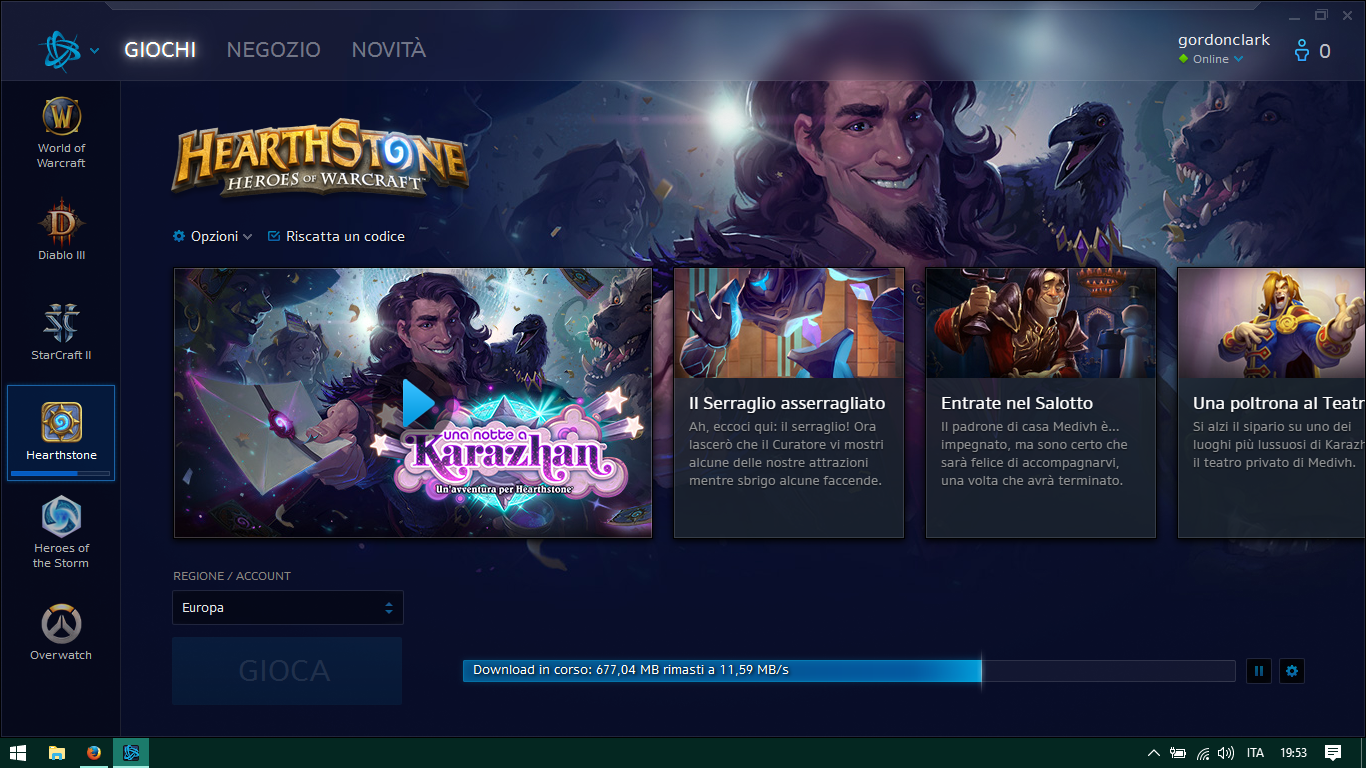 GIOCHI NEGOZIO NOVITÀ
gordonclark
Online
0
World of
Warcraft
Diablo III
StarCraft II
Hearthstone
Heroes of
the Storm
Overwatch
HEARTHSTONE
HEROES OF WARCRAFT
Opzioni
Riscatta un codice
una notte a
Karazhan
Un'avventura per Hearthstone
Il Serraglio asserragliato
Ah, eccoci qui: il serraglio! Ora
lascerò che il Curatore vi mostri
alcune delle nostre attrazioni
mentre sbrigo alcune faccende.
Entrate nel Salotto
Il padrone di casa Medivh è...
impegnato, ma sono certo che
sarà felice di accompagnarvi,
una volta che avrà terminato.
Una poltrona al Teatr
Si alzi il sipario su uno dei
luoghi più lussuosi di Karazh
il teatro privato di Medivh.
REGIONE / ACCOUNT
Europa
GIOCA
Download in corso: 677,04 MB rimasti a 11,59 MB/s
ITA
19:53